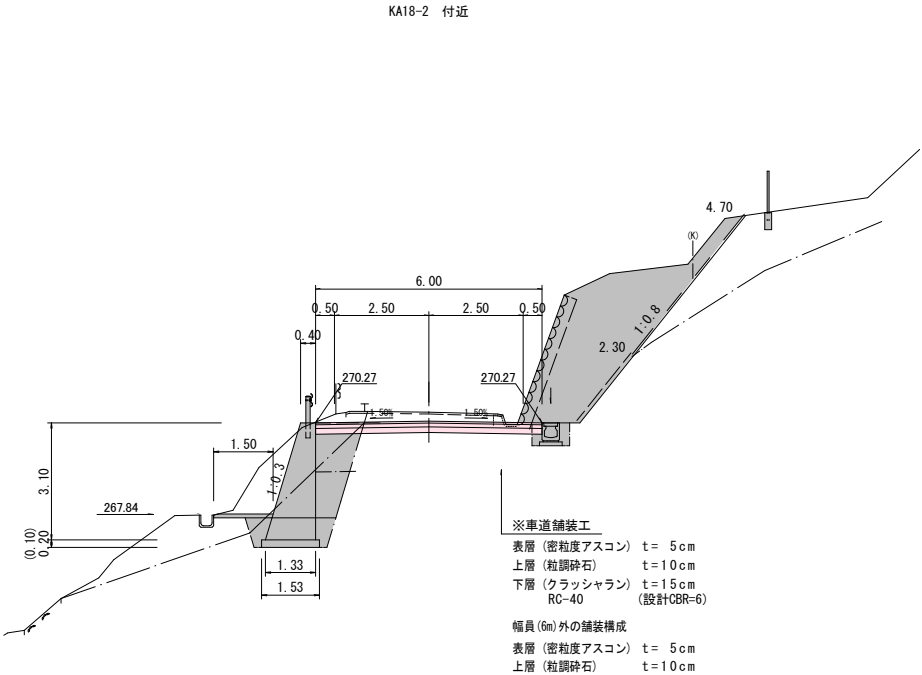 KA18-2 付近
4.70
(K)
6.00
0.50 2.50 2.50 0.50
1:0.8
0.40
2.30
270.27 270.27
1.50% 1.50%
1.50
3.10
1:0.3
267.84
(0.10)
0.20
※車道舗装工
表層(密粒度アスコン) t= 5cm
1.33
上層(粒調砕石) t=10cm
1.53
下層(クラッシャラン) t=15cm
RC-40 (設計CBR=6)
幅員(6m)外の舗装構成
表層(密粒度アスコン) t= 5cm
上層(粒調砕石) t=10cm